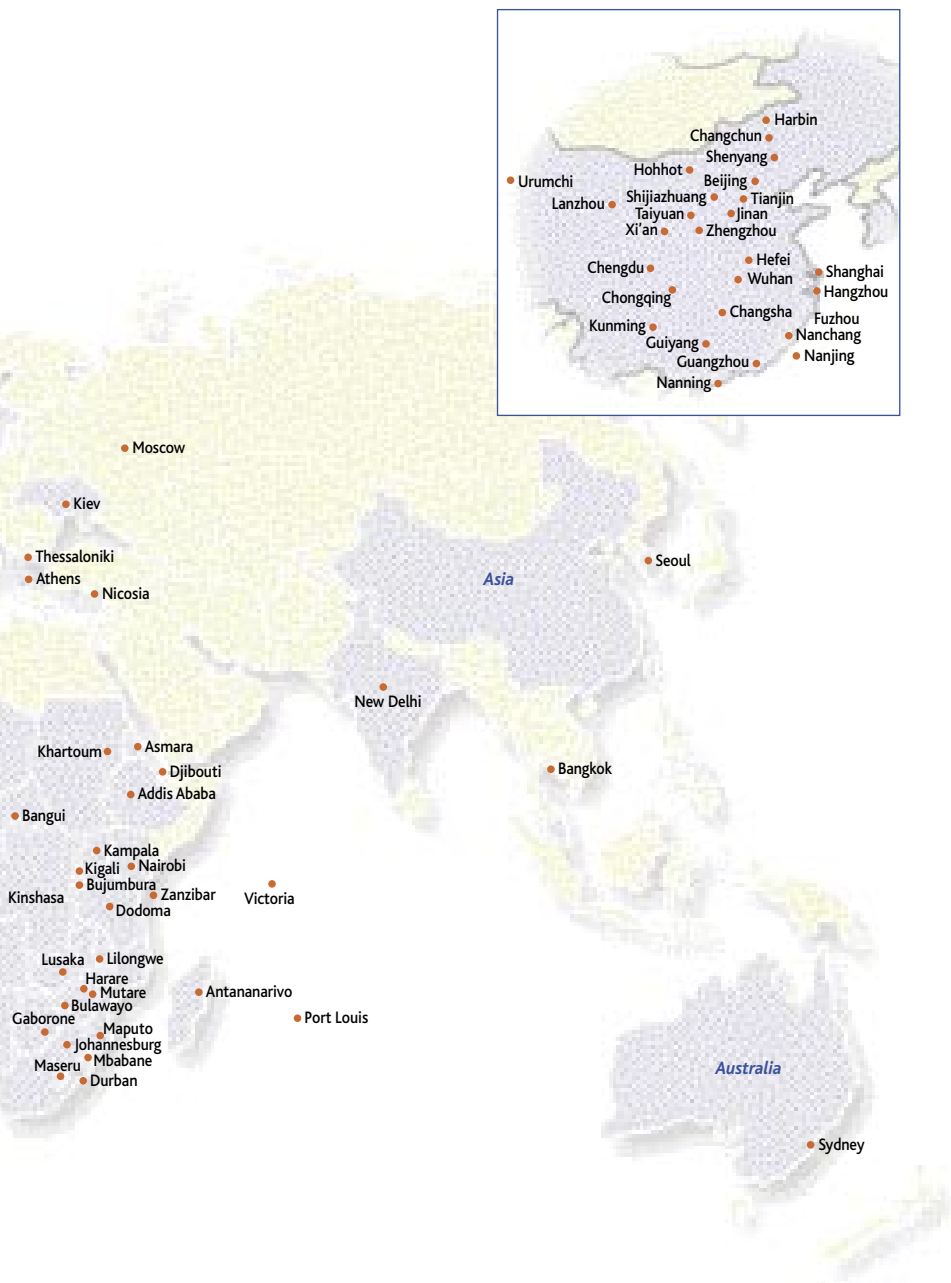 Harbin
Changchun
Shenyang
Hohhot
Beijing
Urumchi
Shijiazhuang
Tianjin
Lanzhou
Taiyuan
Jinan
Xi'an
Zhengzhou
Hefei
Chengdu
Shanghai
Wuhan
Chongqing
Hangzhou
Changsha
Fuzhou
Kunming
Nanchang
Guiyang
Nanjing
Guangzhou
Nanning
Moscow
Kiev
Thessaloniki
Seoul
Athens
Asia
Nicosia
New Delhi
Khartoum
Asmara
Djibouti
Bangkok
Addis Ababa
Bangui
Kampala
Kigali
Nairobi
Bujumbura
Kinshasa
Zanzibar
Victoria
Dodoma
Lusaka
Lilongwe
Harare
Mutare
Antananarivo
Bulawayo
Gaborone
Port Louis
Maputo
Johannesburg
Mbabane
Maseru
Australia
Durban
Sydney